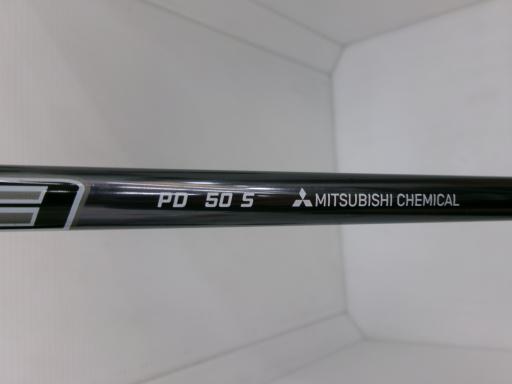 PD 50 S MITSUBISHI CHEMICAL